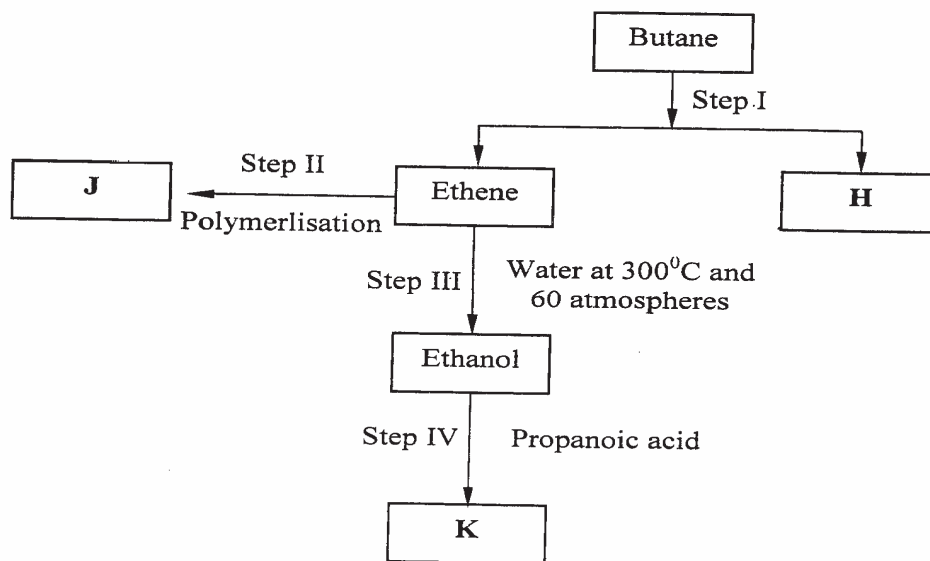 Butane
Step I
Step II
J
Ethene
H
Polymerlisation
Step III
Water at 300⁰C and
60 atmospheres
Ethanol
Step IV
Propanoic acid
K